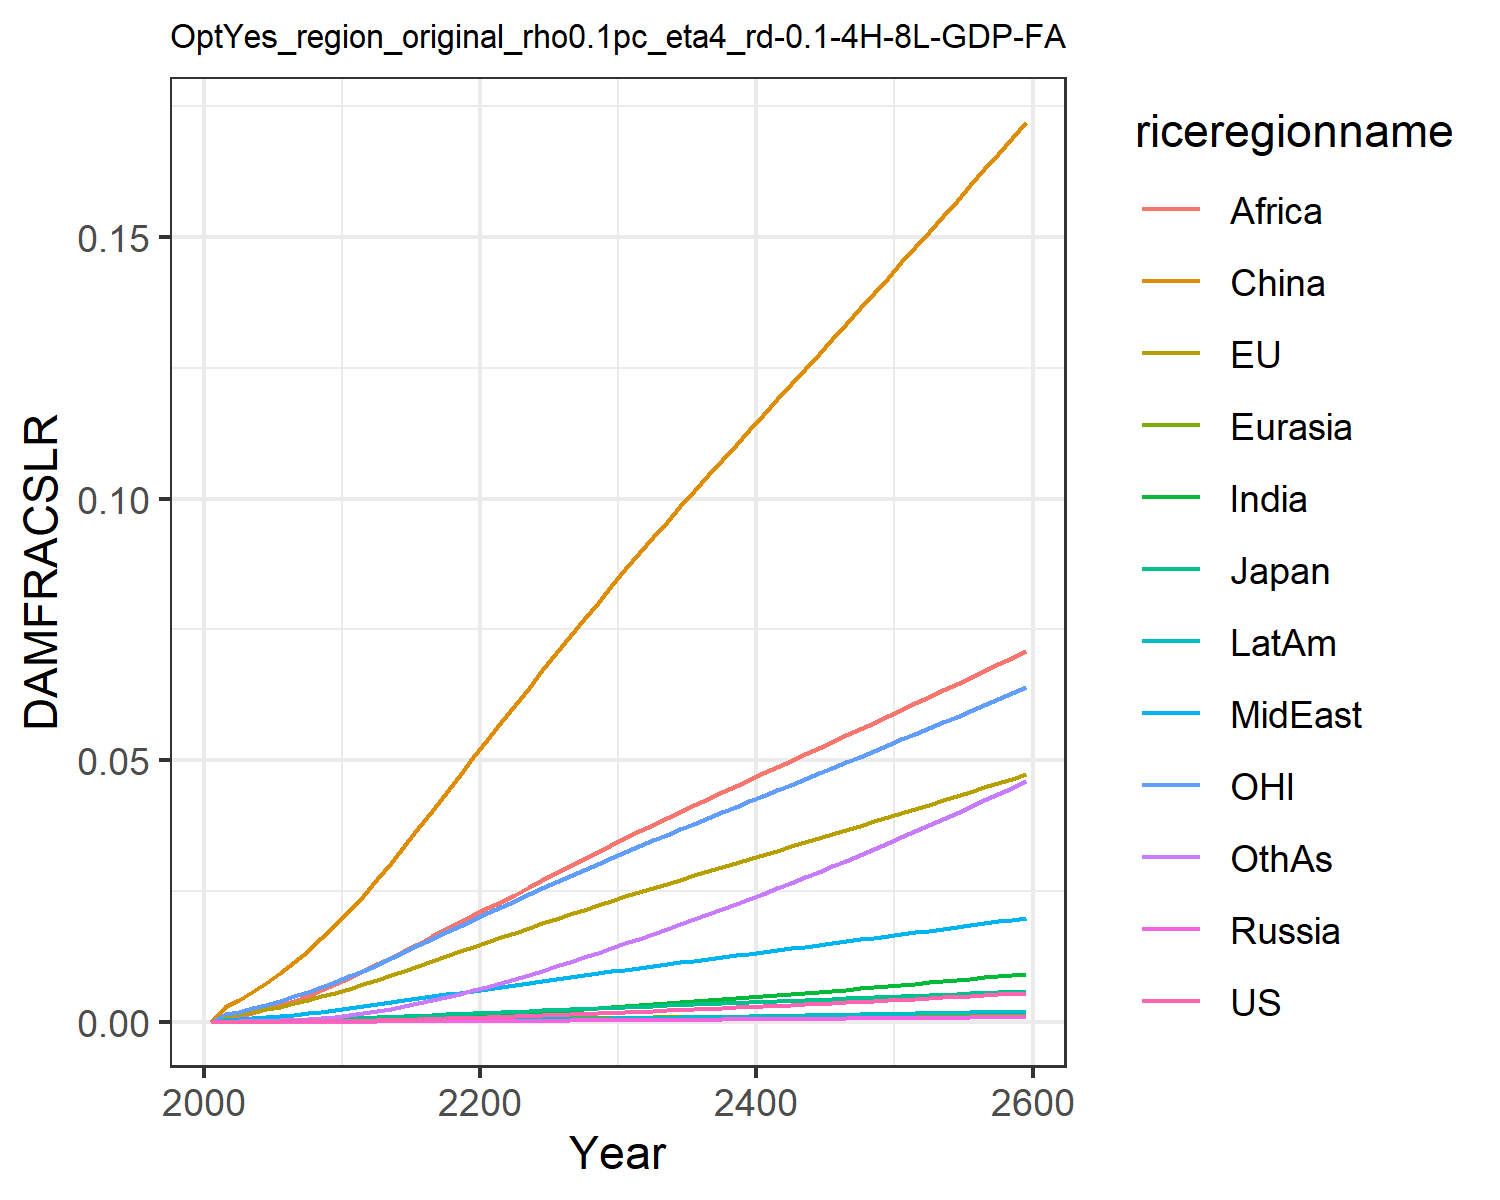 OptYes_region_original_rho0.1pc_eta4_rd-0.1-4H-8L-GDP-FA
DAMFRACSLR
0.15
0.10
0.05
0.00
2000 2200 2400 2600
Year
riceregionname
Africa
China
EU
Eurasia
India
Japan
LatAm
MidEast
OHI
OthAs
Russia
US